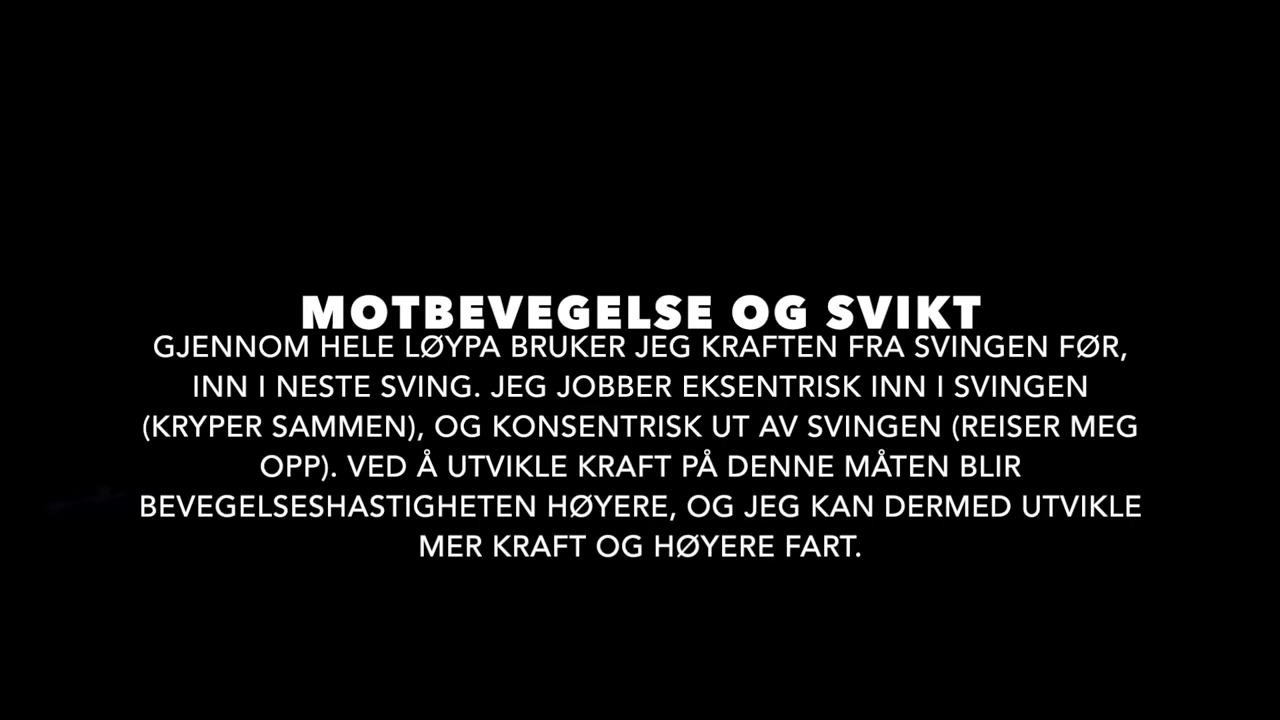 MOTBEVEGELSE OG SVIKT
GJENNOM HELE LØYPA BRUKER JEG KRAFTEN FRA SVINGEN FØR,
INN I NESTE SVING. JEG JOBBER EKSENTRISK INN I SVINGEN
(KRYPER SAMMEN), OG KONSENTRISK UT AV SVINGEN (REISER MEG
OPP). VED Å UTVIKLE KRAFT PÅ DENNE MÅTEN BLIR
BEVEGELSESHASTIGHETEN HØYERE, OG JEG KAN DERMED UTVIKLE
MER KRAFT OG HØYERE FART.